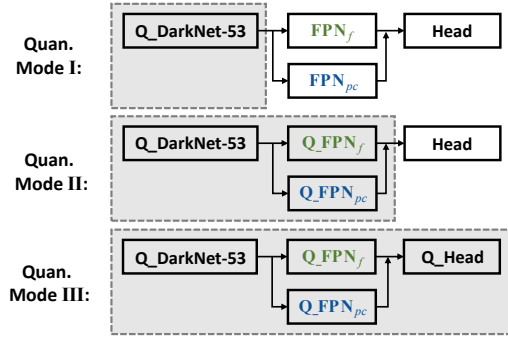 Quan.
Mode I:
Q_DarkNet-53
FPN_f
Head
FPN_pc
Quan.
Mode II:
Q_DarkNet-53
Q_FPN_f
Head
Q_FPN_pc
Quan.
Mode III:
Q_DarkNet-53
Q_FPN_f
Q_Head
Q_FPN_pc